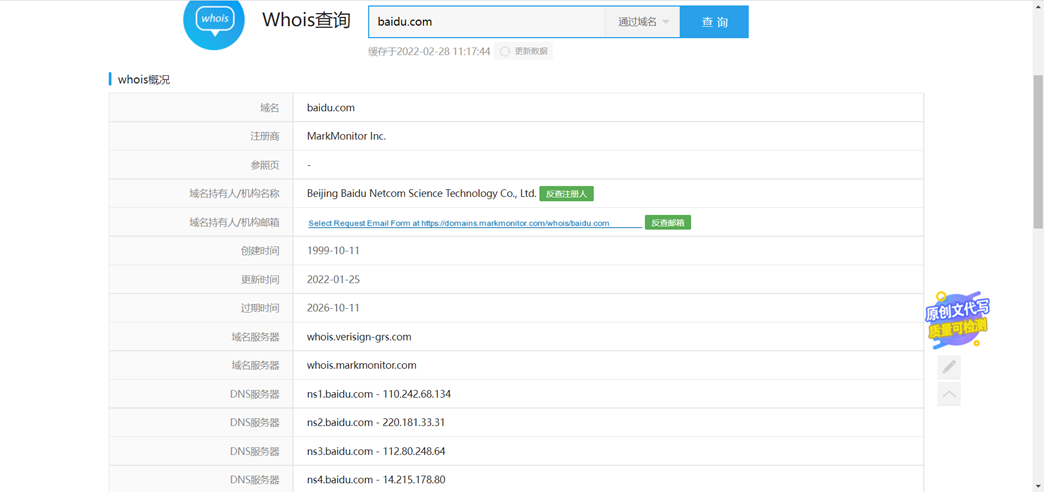 whois
Whois查询
baidu.com
通过域名
查 询
缓存于2022-02-28 11:17:44
更新数据
whois概况
域名 baidu.com
注册商 MarkMonitor Inc.
参照页 -
域名持有人/机构名称 Beijing Baidu Netcom Science Technology Co., Ltd. 反查注册人
域名持有人/机构邮箱 Select Request Email Form at https://domains.markmonitor.com/whois/baidu.com 反查邮箱
创建时间 1999-10-11
更新时间 2022-01-25
过期时间 2026-10-11
域名服务器 whois.verisign-grs.com
域名服务器 whois.markmonitor.com
DNS服务器 ns1.baidu.com - 110.242.68.134
DNS服务器 ns2.baidu.com - 220.181.33.31
DNS服务器 ns3.baidu.com - 112.80.248.64
DNS服务器 ns4.baidu.com - 14.215.178.80
原创文代写
质量可检测